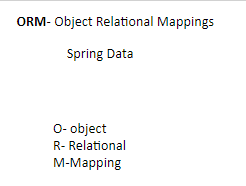 ORM- Object Relational Mappings
Spring Data
O- object
R- Relational
M-Mapping